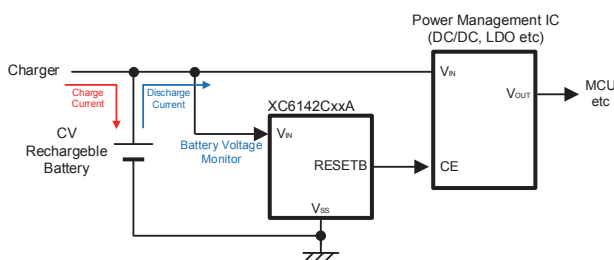 Power Management IC
(DC/DC, LDO etc)
Charger
VIN
Charge
Current
Discharge
Current
XC6142CxxA
VOUT
MCU
etc
CV
Rechargeble
Battery
Battery Voltage
Monitor
VIN
RESETB
CE
VSS